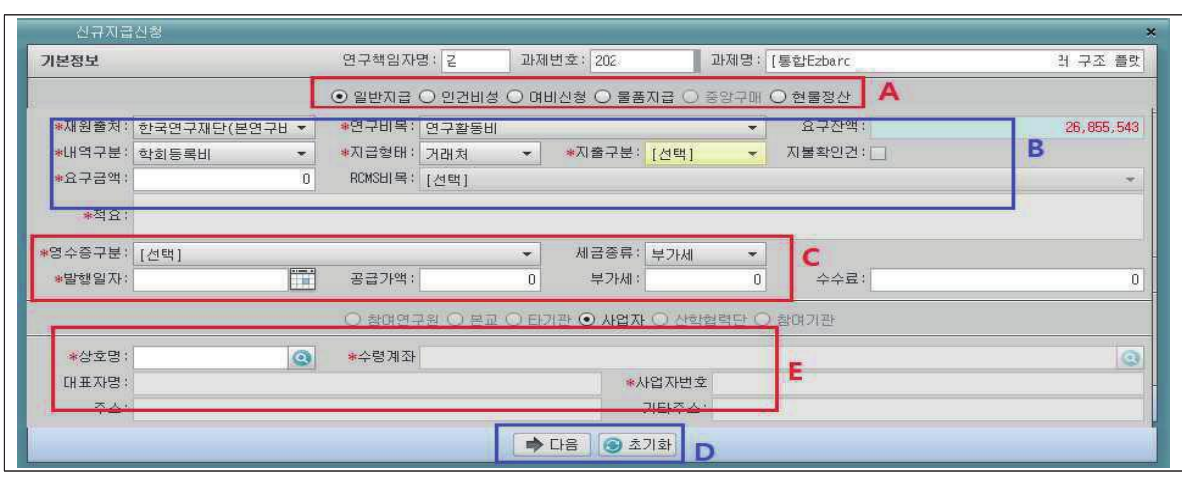 신규지급신청 ×
기본정보 연구책임자명: 과제번호: 202 과제명: [통합Ezbarc 구조 플랫
일반지급 인건비성 여비신청 물품지급 중앙구매 현물정산 A
*재원출처: 한국연구재단(본연구비 *연구비목: 연구활동비 요구잔액: 26,855,543
*내역구분: 학회등록비 *지급형태: 거래처 *지출구분: [선택] 지불확인건: B
*요구금액: 0 RCMS비목: [선택]
*적요:
*영수증구분: [선택] 세금종류: 부가세 C
*발행일자: 공급가액: 0 부가세: 0 수수료: 0
참여연구원 본교 타기관 사업자 산학협력단 참여기관
*상호명: *수령계좌
대표자명: *사업자번호 E
주소: 기타주소:
다음 초기화 D